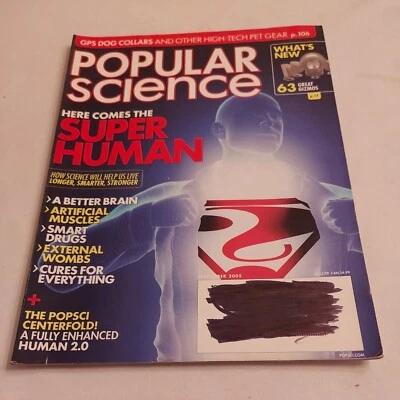 GPS DOG COLLARS AND OTHER HIGH-TECH PET GEAR p. 106
POPULAR
SCIENCE
WHAT'S
NEW
63 GREAT
GIZMOS
HERE COMES THE
SUPER
HUMAN
HOW SCIENCE WILL HELP US LIVE
LONGER, SMARTER, STRONGER
A BETTER BRAIN
ARTIFICIAL
MUSCLES
SMART
DRUGS
EXTERNAL
WOMBS
CURES FOR
EVERYTHING
+
THE POPSCI
CENTERFOLD!
A FULLY ENHANCED
HUMAN 2.0
2005
POPSCI.COM